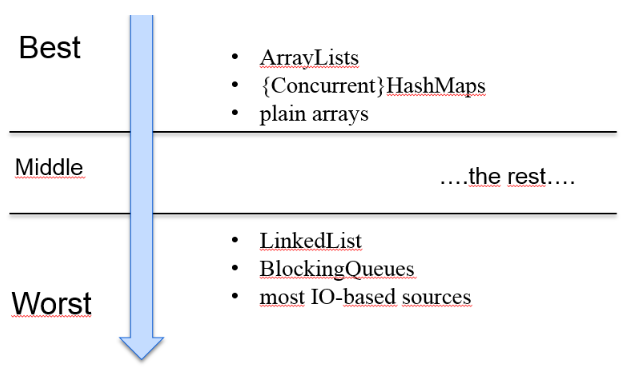 Best
• ArrayLists
• {Concurrent}HashMaps
• plain arrays
Middle
....the rest....
• LinkedList
• BlockingQueues
• most IO-based sources
Worst